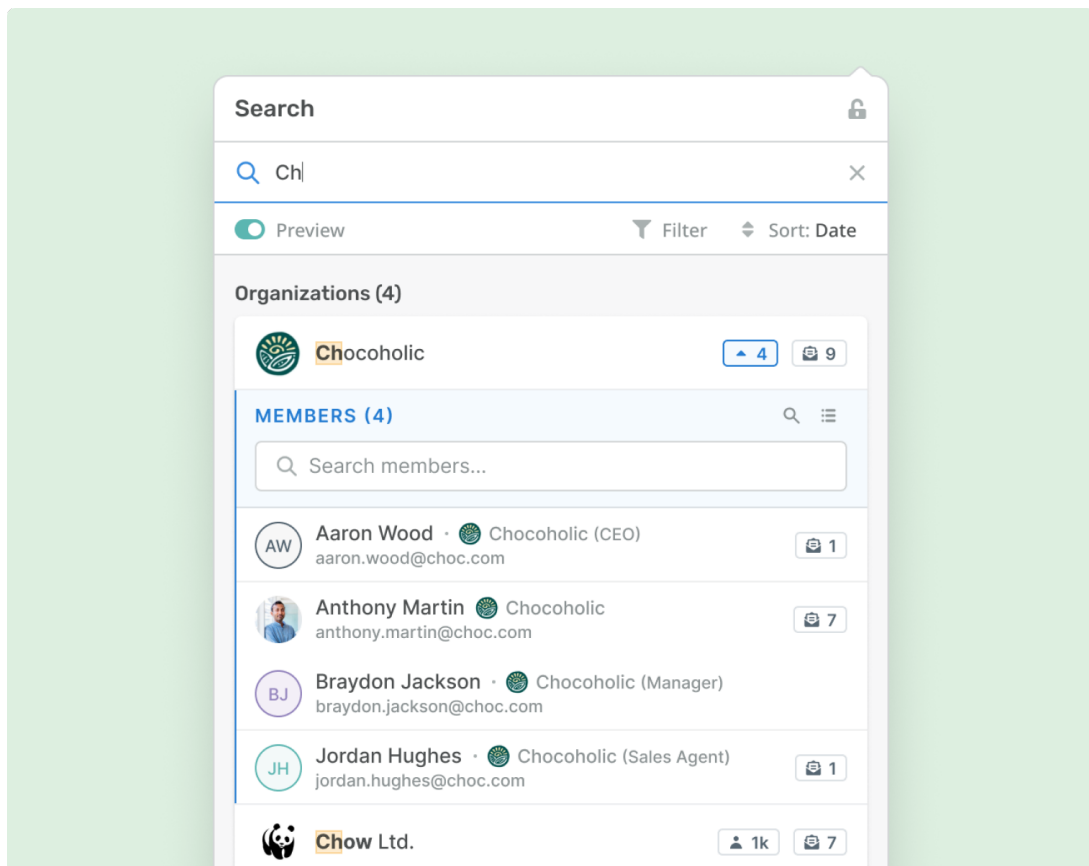 Search
Ch
Preview Filter Sort: Date
Organizations (4)
Chocoholic 4 9
MEMBERS (4)
Search members...
AW Aaron Wood · Chocoholic (CEO) 1
aaron.wood@choc.com
Anthony Martin Chocoholic 7
anthony.martin@choc.com
BJ Braydon Jackson · Chocoholic (Manager)
braydon.jackson@choc.com
JH Jordan Hughes · Chocoholic (Sales Agent) 1
jordan.hughes@choc.com
Chow Ltd. 1k 7